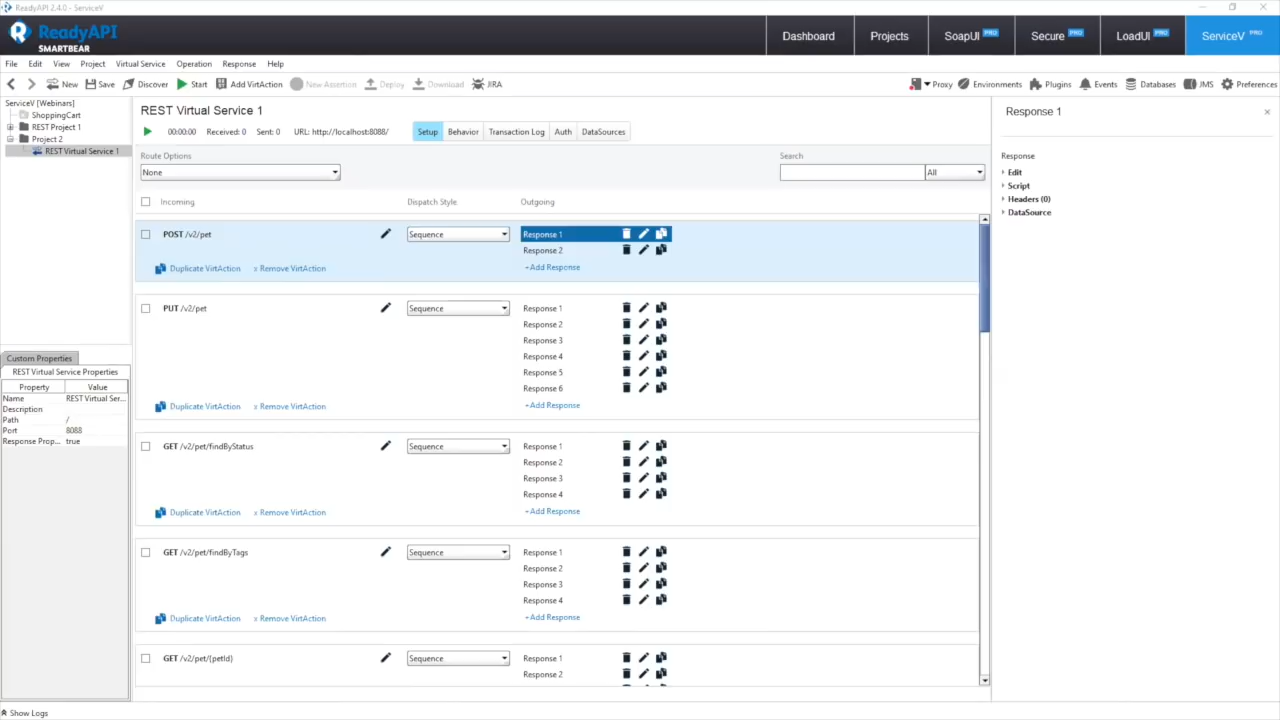 ReadyAPI 2.4.0 - ServiceV
ReadyAPI
SMARTBEAR
Dashboard
Projects
SoapUI PRO
Secure PRO
LoadUI PRO
ServiceV PRO
File Edit View Project Virtual Service Operation Response Help
New Save Discover Start Add VirtAction New Assertion Deploy Download JIRA Proxy Environments Plugins Events Databases JMS Preferences
ServiceV [Webinars]
ShoppingCart
REST Project 1
Project 2
REST Virtual Service 1
REST Virtual Service 1
00:00:00 Received: 0 Sent: 0 URL: http://localhost:8088/ Setup Behavior Transaction Log Auth DataSources
Route Options
None
Search
All
Incoming Dispatch Style Outgoing
POST /v2/pet Sequence Response 1
Response 2
Duplicate VirtAction x Remove VirtAction +Add Response
PUT /v2/pet Sequence Response 1
Response 2
Response 3
Response 4
Response 5
Response 6
Duplicate VirtAction x Remove VirtAction +Add Response
GET /v2/pet/findByStatus Sequence Response 1
Response 2
Response 3
Response 4
Duplicate VirtAction x Remove VirtAction +Add Response
GET /v2/pet/findByTags Sequence Response 1
Response 2
Response 3
Response 4
Duplicate VirtAction x Remove VirtAction +Add Response
GET /v2/pet/{petId} Sequence Response 1
Response 2
Response 1
Response
Edit
Script
Headers (0)
DataSource
Custom Properties
REST Virtual Service Properties
Property Value
Name REST Virtual Ser...
Description
Path /
Port 8088
Response Prop... true
Show Logs